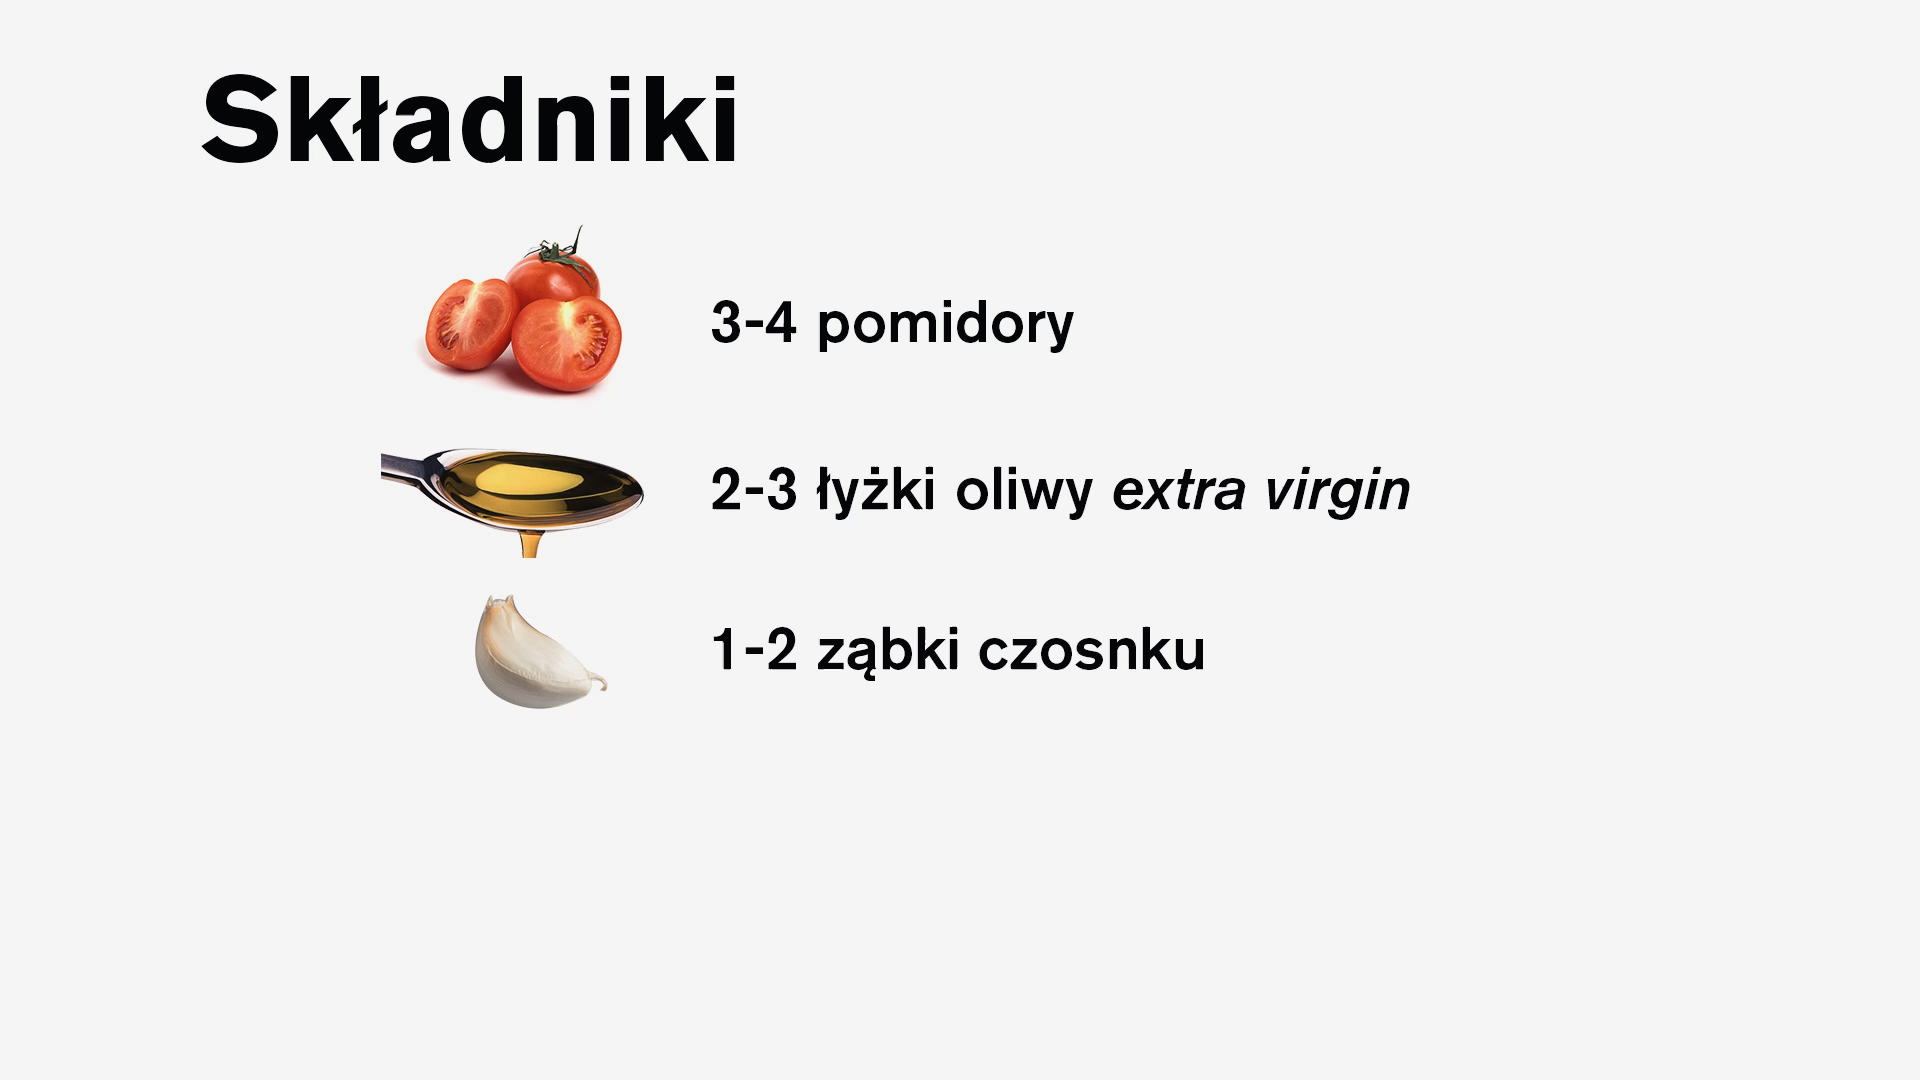 Składniki
3-4 pomidory
2-3 łyżki oliwy extra virgin
1-2 ząbki czosnku